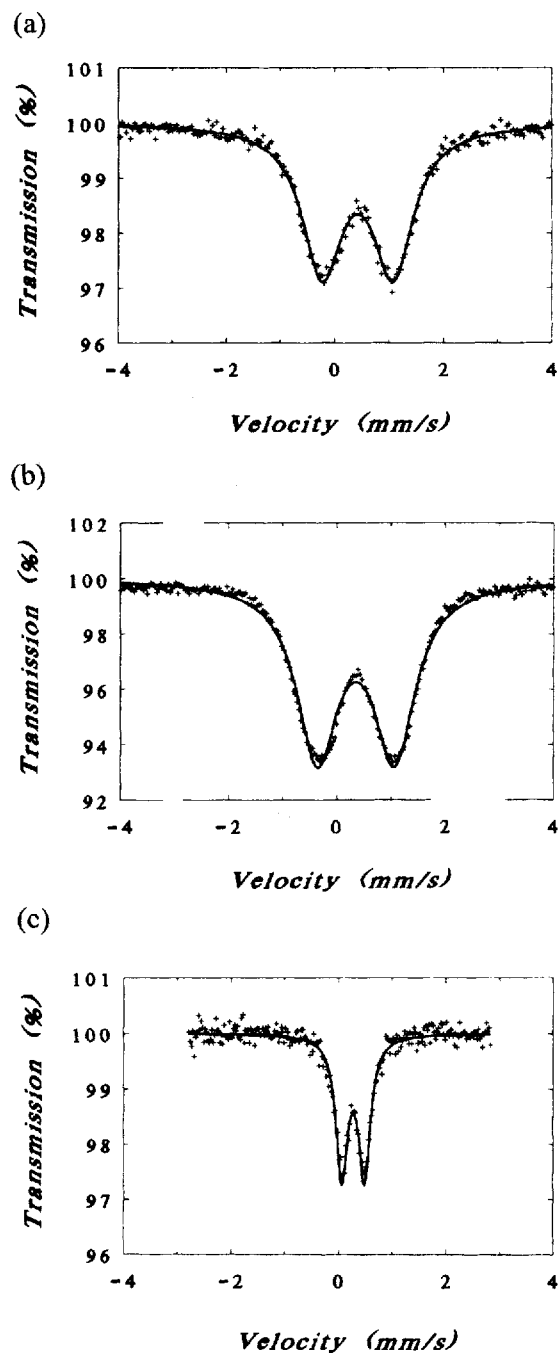 (a)
101
100
99
98
97
96
Transmission (%)
-4 -2 0 2 4
Velocity (mm/s)
(b)
102
100
98
96
94
92
Transmission (%)
-4 -2 0 2 4
Velocity (mm/s)
(c)
101
100
99
98
97
96
Transmission (%)
-4 -2 0 2 4
Velocity (mm/s)